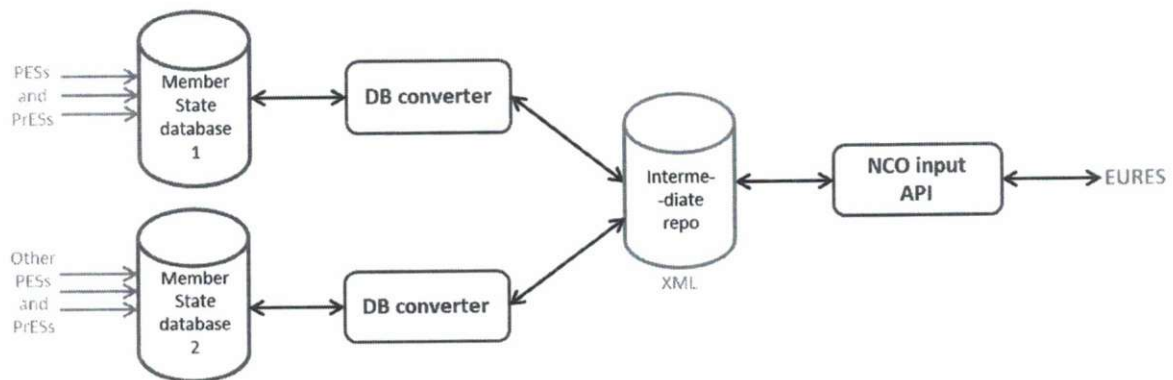 PESs
and
PrESs
Member
State
database
1
DB converter
Interme-
-diate
repo
XML
NCO input
API
EURES
Other
PESs
and
PrESs
Member
State
database
2
DB converter